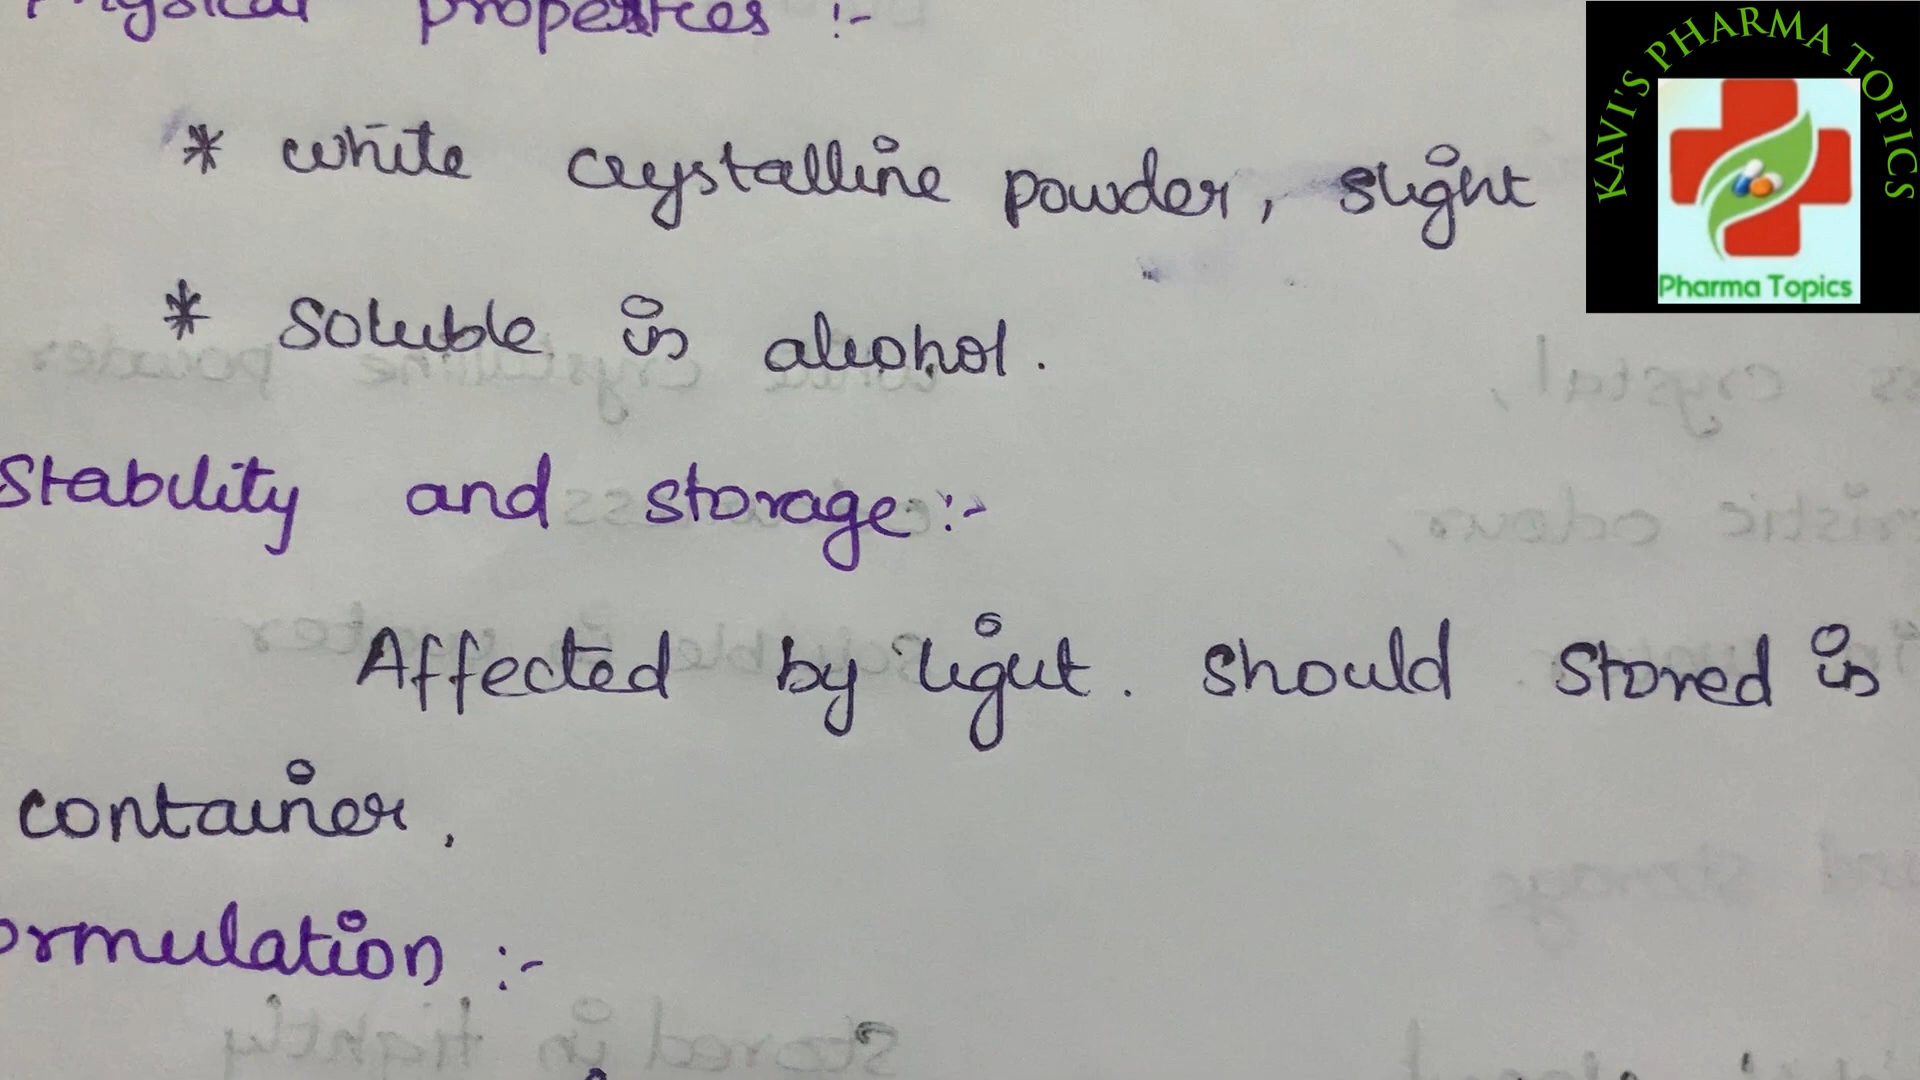 Physical properties :-
* white crystalline powder, slight
* soluble in alcohol.
Stability and storage:-
Affected by light. Should stored in
container.
ormulation :-
KAVI'S PHARMA TOPICS
Pharma Topics